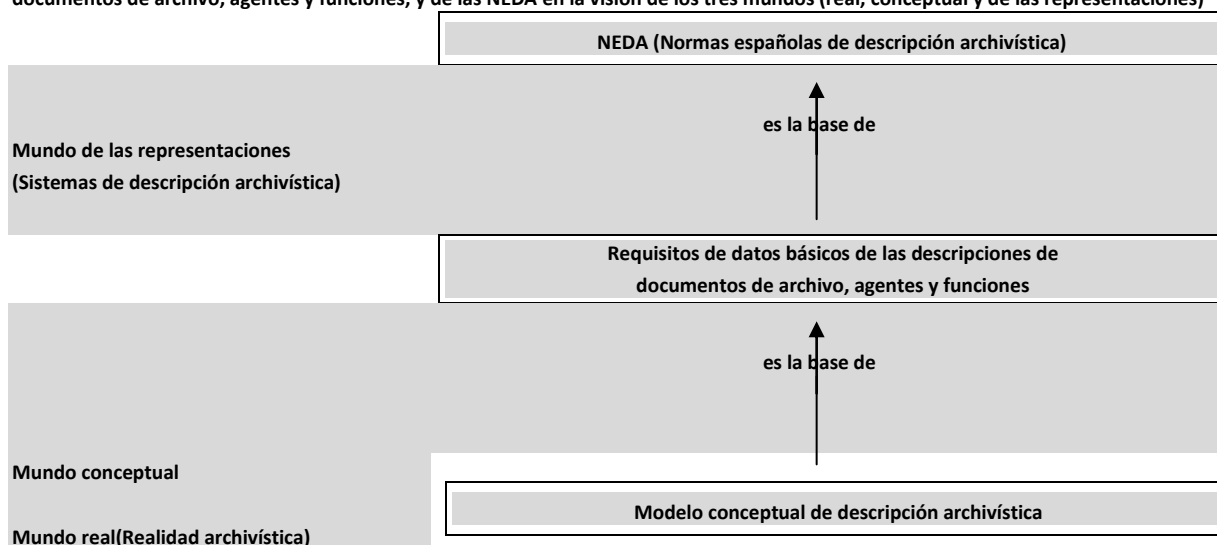 documentos de archivo, agentes y funciones, y de las NEDA en la visión de los tres mundos (real, conceptual y de las representaciones)
NEDA (Normas españolas de descripción archivística)
es la base de
Mundo de las representaciones
(Sistemas de descripción archivística)
Requisitos de datos básicos de las descripciones de
documentos de archivo, agentes y funciones
es la base de
Mundo conceptual
Modelo conceptual de descripción archivística
Mundo real(Realidad archivística)